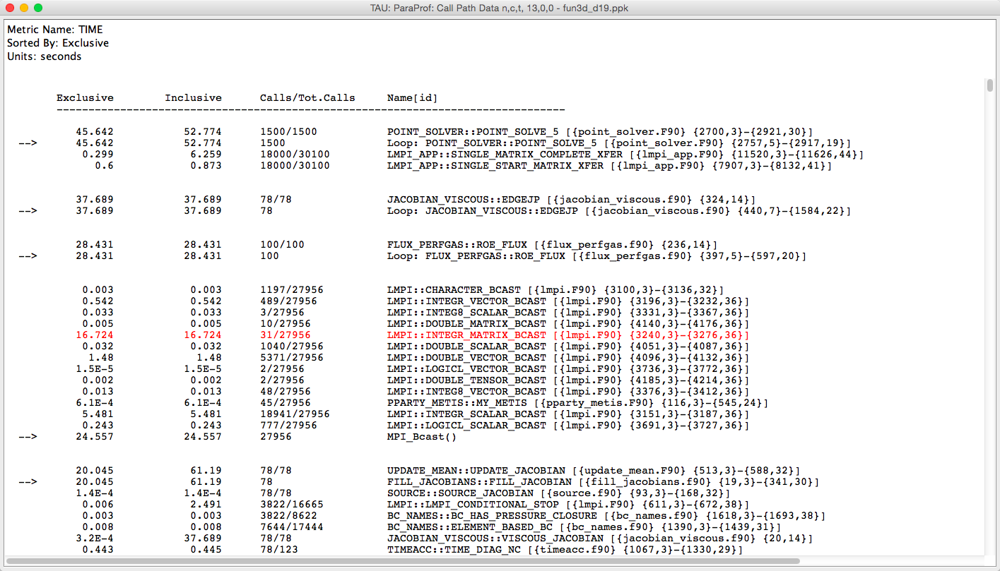 TAU: ParaProf: Call Path Data n,c,t, 13,0,0 - fun3d_d19.ppk
Metric Name: TIME
Sorted By: Exclusive
Units: seconds
Exclusive Inclusive Calls/Tot.Calls Name[id]
--------------------------------------------------------------------------------
45.642 52.774 1500/1500 POINT_SOLVER::POINT_SOLVE_5 [{point_solver.F90} {2700,3}-{2921,30}]
--> 45.642 52.774 1500 Loop: POINT_SOLVER::POINT_SOLVE_5 [{point_solver.F90} {2757,5}-{2917,19}]
0.299 6.259 18000/30100 LMPI_APP::SINGLE_MATRIX_COMPLETE_XFER [{lmpi_app.F90} {11520,3}-{11626,44}]
0.6 0.873 18000/30100 LMPI_APP::SINGLE_START_MATRIX_XFER [{lmpi_app.F90} {7907,3}-{8132,41}]
37.689 37.689 78/78 JACOBIAN_VISCOUS::EDGEJP [{jacobian_viscous.f90} {324,14}]
--> 37.689 37.689 78 Loop: JACOBIAN_VISCOUS::EDGEJP [{jacobian_viscous.f90} {440,7}-{1584,22}]
28.431 28.431 100/100 FLUX_PERFGAS::ROE_FLUX [{flux_perfgas.f90} {236,14}]
--> 28.431 28.431 100 Loop: FLUX_PERFGAS::ROE_FLUX [{flux_perfgas.f90} {397,5}-{597,20}]
0.003 0.003 1197/27956 LMPI::CHARACTER_BCAST [{lmpi.F90} {3100,3}-{3136,32}]
0.542 0.542 489/27956 LMPI::INTEGR_VECTOR_BCAST [{lmpi.F90} {3196,3}-{3232,36}]
0.033 0.033 3/27956 LMPI::INTEG8_SCALAR_BCAST [{lmpi.F90} {3331,3}-{3367,36}]
0.005 0.005 10/27956 LMPI::DOUBLE_MATRIX_BCAST [{lmpi.F90} {4140,3}-{4176,36}]
16.724 16.724 31/27956 LMPI::INTEGR_MATRIX_BCAST [{lmpi.F90} {3240,3}-{3276,36}]
0.032 0.032 1040/27956 LMPI::DOUBLE_SCALAR_BCAST [{lmpi.F90} {4051,3}-{4087,36}]
1.48 1.48 5371/27956 LMPI::DOUBLE_VECTOR_BCAST [{lmpi.F90} {4096,3}-{4132,36}]
1.5E-5 1.5E-5 2/27956 LMPI::LOGICL_VECTOR_BCAST [{lmpi.F90} {3736,3}-{3772,36}]
0.002 0.002 2/27956 LMPI::DOUBLE_TENSOR_BCAST [{lmpi.F90} {4185,3}-{4214,36}]
0.013 0.013 48/27956 LMPI::INTEG8_VECTOR_BCAST [{lmpi.F90} {3376,3}-{3412,36}]
6.1E-4 6.1E-4 45/27956 PPARTY_METIS::MY_METIS [{pparty_metis.F90} {116,3}-{545,24}]
5.481 5.481 18941/27956 LMPI::INTEGR_SCALAR_BCAST [{lmpi.F90} {3151,3}-{3187,36}]
0.243 0.243 777/27956 LMPI::LOGICL_SCALAR_BCAST [{lmpi.F90} {3691,3}-{3727,36}]
--> 24.557 24.557 27956 MPI_Bcast()
20.045 61.19 78/78 UPDATE_MEAN::UPDATE_JACOBIAN [{update_mean.F90} {513,3}-{588,32}]
--> 20.045 61.19 78 FILL_JACOBIANS::FILL_JACOBIAN [{fill_jacobians.f90} {19,3}-{341,30}]
1.4E-4 1.4E-4 78/78 SOURCE::SOURCE_JACOBIAN [{source.f90} {93,3}-{168,32}]
0.006 2.491 3822/16665 LMPI::LMPI_CONDITIONAL_STOP [{lmpi.F90} {611,3}-{672,38}]
0.003 0.003 3822/8622 BC_NAMES::BC_HAS_PRESSURE_CLOSURE [{bc_names.f90} {1618,3}-{1693,38}]
0.008 0.008 7644/17444 BC_NAMES::ELEMENT_BASED_BC [{bc_names.f90} {1390,3}-{1439,31}]
3.2E-4 37.689 78/78 JACOBIAN_VISCOUS::VISCOUS_JACOBIAN [{jacobian_viscous.f90} {20,14}]
0.443 0.445 78/123 TIMEACC::TIME_DIAG_NC [{timeacc.f90} {1067,3}-{1330,29}]